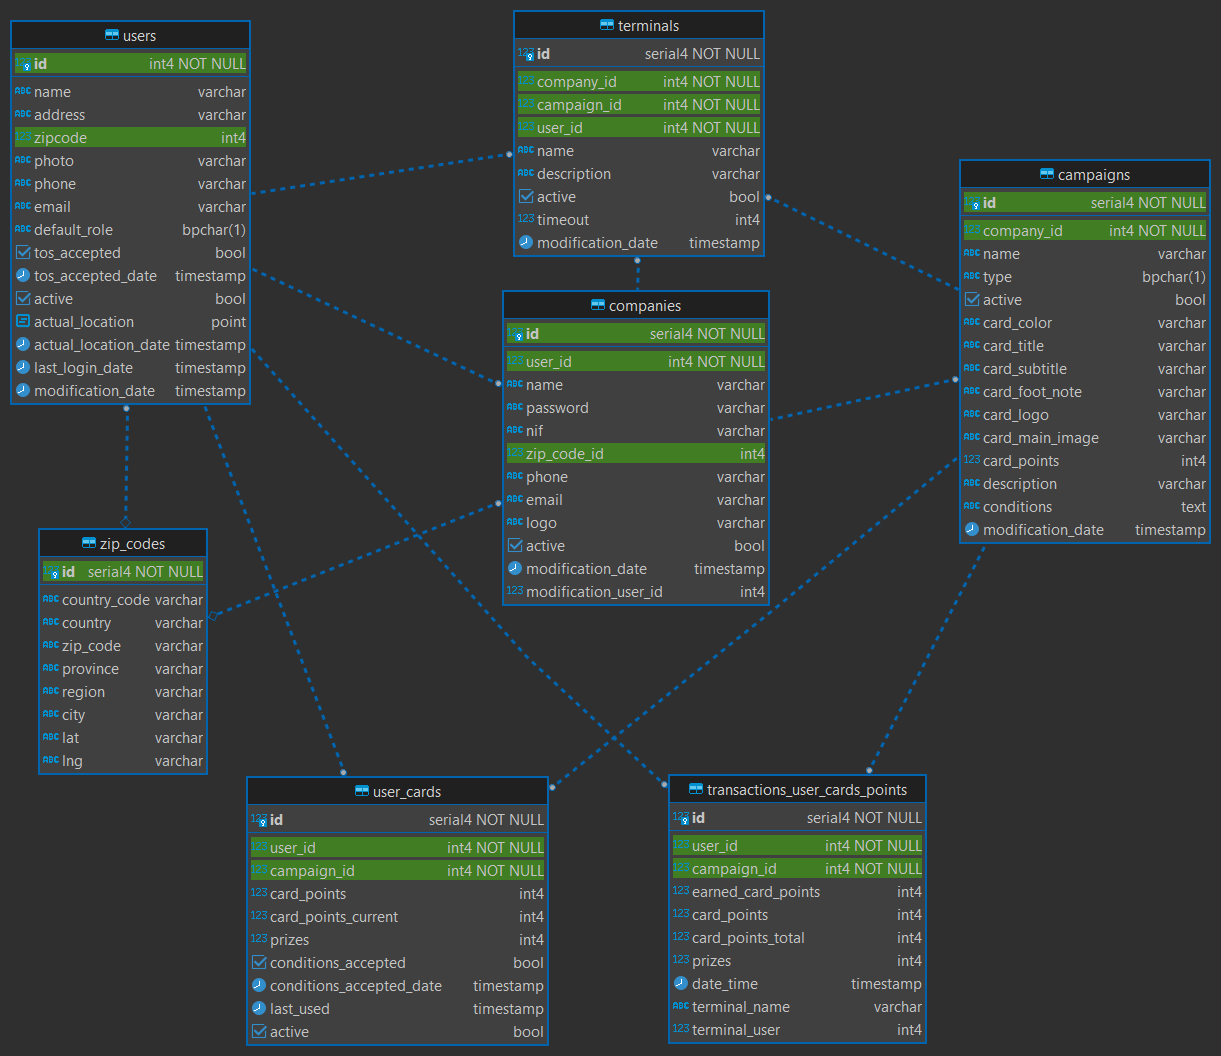 users
id int4 NOT NULL
name varchar
address varchar
zipcode int4
photo varchar
phone varchar
email varchar
default_role bpchar(1)
tos_accepted bool
tos_accepted_date timestamp
active bool
actual_location point
actual_location_date timestamp
last_login_date timestamp
modification_date timestamp
terminals
id serial4 NOT NULL
company_id int4 NOT NULL
campaign_id int4 NOT NULL
user_id int4 NOT NULL
name varchar
description varchar
active bool
timeout int4
modification_date timestamp
campaigns
id serial4 NOT NULL
company_id int4 NOT NULL
name varchar
type bpchar(1)
active bool
card_color varchar
card_title varchar
card_subtitle varchar
card_foot_note varchar
card_logo varchar
card_main_image varchar
card_points int4
description varchar
conditions text
modification_date timestamp
companies
id serial4 NOT NULL
user_id int4 NOT NULL
name varchar
password varchar
nif varchar
zip_code_id int4
phone varchar
email varchar
logo varchar
active bool
modification_date timestamp
modification_user_id int4
zip_codes
id serial4 NOT NULL
country_code varchar
country varchar
zip_code varchar
province varchar
region varchar
city varchar
lat varchar
lng varchar
user_cards
id serial4 NOT NULL
user_id int4 NOT NULL
campaign_id int4 NOT NULL
card_points int4
card_points_current int4
prizes int4
conditions_accepted bool
conditions_accepted_date timestamp
last_used timestamp
active bool
transactions_user_cards_points
id serial4 NOT NULL
user_id int4 NOT NULL
campaign_id int4 NOT NULL
earned_card_points int4
card_points int4
card_points_total int4
prizes int4
date_time timestamp
terminal_name varchar
terminal_user int4